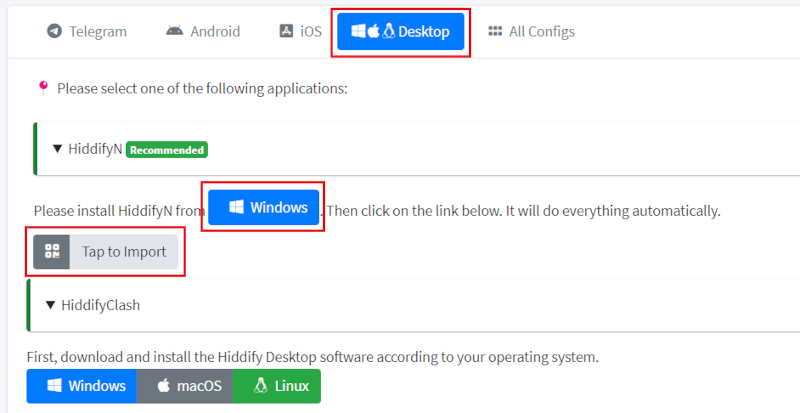 Telegram Android iOS Desktop All Configs
Please select one of the following applications:
HiddifyN Recommended
Please install HiddifyN from Windows . Then click on the link below. It will do everything automatically.
Tap to Import
HiddifyClash
First, download and install the Hiddify Desktop software according to your operating system.
Windows macOS Linux